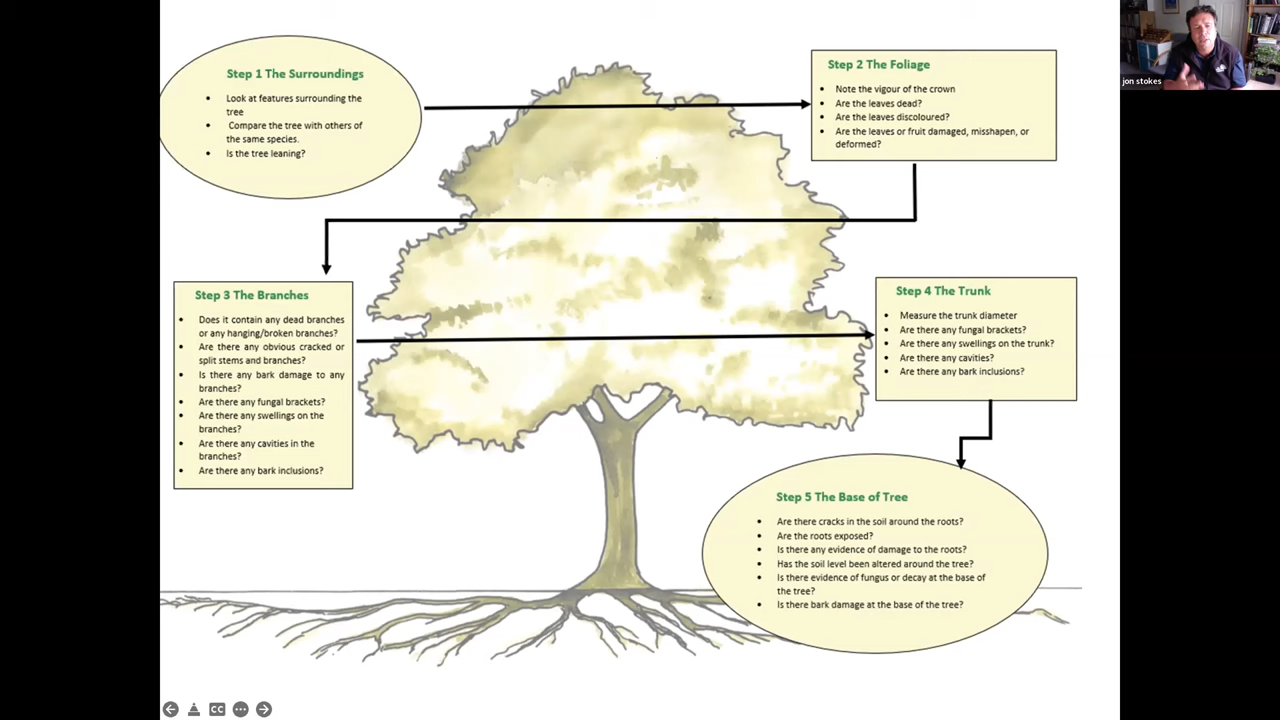 Step 1 The Surroundings
• Look at features surrounding the
tree
• Compare the tree with others of
the same species.
• Is the tree leaning?
Step 2 The Foliage
• Note the vigour of the crown
• Are the leaves dead?
• Are the leaves discoloured?
• Are the leaves or fruit damaged, misshapen, or
deformed?
jon stokes
Step 3 The Branches
• Does it contain any dead branches
or any hanging/broken branches?
• Are there any obvious cracked or
split stems and branches?
• Is there any bark damage to any
branches?
• Are there any fungal brackets?
• Are there any swellings on the
branches?
• Are there any cavities in the
branches?
• Are there any bark inclusions?
Step 4 The Trunk
• Measure the trunk diameter
• Are there any fungal brackets?
• Are there any swellings on the trunk?
• Are there any cavities?
• Are there any bark inclusions?
Step 5 The Base of Tree
• Are there cracks in the soil around the roots?
• Are the roots exposed?
• Is there any evidence of damage to the roots?
• Has the soil level been altered around the tree?
• Is there evidence of fungus or decay at the base of
the tree?
• Is there bark damage at the base of the tree?
CC